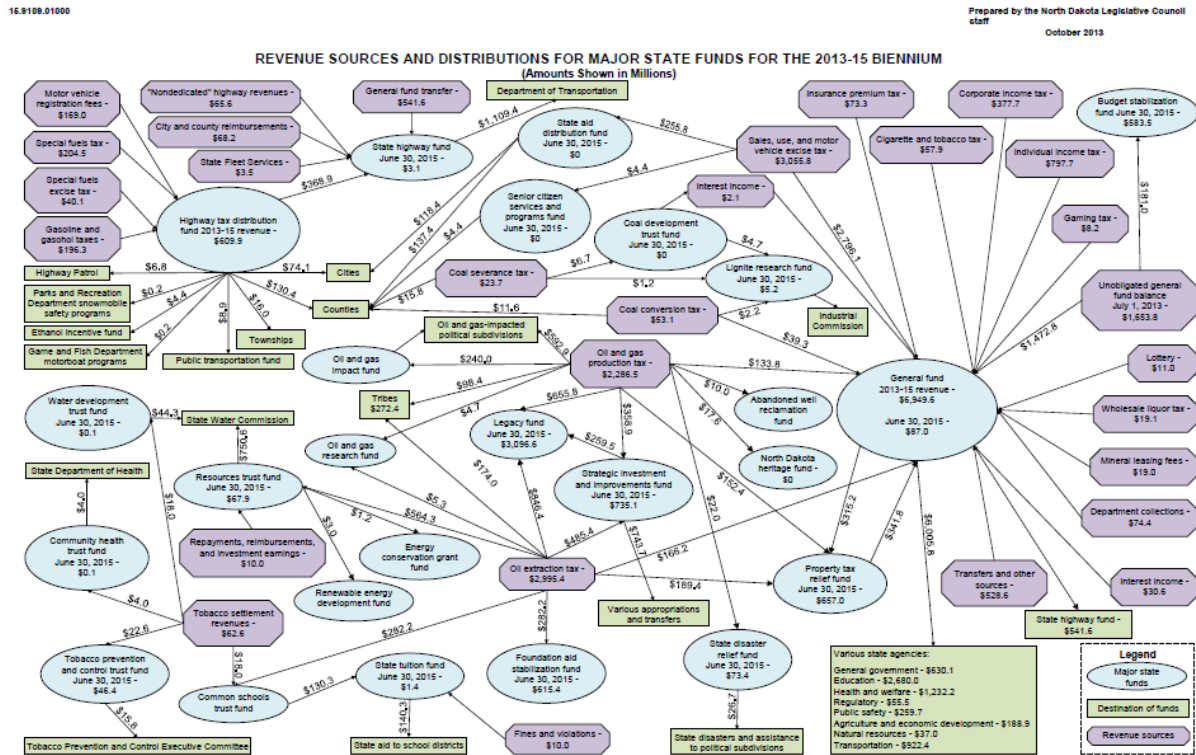 15.9109.01000
Prepared by the North Dakota Legislative Council
staff
October 2013
REVENUE SOURCES AND DISTRIBUTIONS FOR MAJOR STATE FUNDS FOR THE 2013-15 BIENNIUM
(Amounts Shown in Millions)
Motor vehicle
registration fees -
$169.0
"Nondedicated" highway revenues -
$65.6
General fund transfer -
$541.6
Department of Transportation
Insurance premium tax -
$73.3
Corporate income tax -
$377.7
Budget stabilization
fund June 30, 2015 -
$583.5
Special fuels tax -
$204.5
City and county reimbursements -
$68.2
$1,109.4
State aid
distribution fund
June 30, 2015 -
$0
$255.8
Sales, use, and motor
vehicle excise tax -
$3,055.8
Cigarette and tobacco tax -
$57.9
Individual income tax -
$797.7
State Fleet Services -
$3.5
State highway fund
June 30, 2015 -
$3.1
Special fuels
excise tax -
$40.1
$368.9
$4.4
Interest income -
$2.1
Gaming tax -
$8.2
$181.0
Highway tax distribution
fund 2013-15 revenue -
$609.9
Senior citizen
services and
programs fund
June 30, 2015 -
$0
Gasoline and
gasohol taxes -
$196.3
$118.4
$137.4
$4.4
Coal development
trust fund
June 30, 2015 -
$0
$4.7
$2,796.1
Highway Patrol
$6.8
$74.1
Cities
Coal severance tax -
$23.7
$6.7
$1.2
Lignite research fund
June 30, 2015 -
$5.2
Unobligated general
fund balance
July 1, 2013 -
$1,653.8
Parks and Recreation
Department snowmobile
safety programs
$0.2
$4.4
$130.4
Counties
$15.8
$11.6
Coal conversion tax -
$53.1
$2.2
Industrial
Commission
$1,472.8
Ethanol incentive fund
$0.2
$8.9
$16.0
Townships
Oil and gas-impacted
political subdivisions
$39.3
Game and Fish Department
motorboat programs
Public transportation fund
Oil and gas
impact fund
$592.9
$240.0
Oil and gas
production tax -
$2,286.5
$133.8
General fund
2013-15 revenue -
$6,949.6
June 30, 2015 -
$87.0
Lottery -
$11.0
Water development
trust fund
June 30, 2015 -
$0.1
$44.3
State Water Commission
Tribes
$272.4
$98.4
$4.7
$655.8
$358.9
$10.0
Abandoned well
reclamation
fund
Wholesale liquor tax -
$19.1
$750.6
Oil and gas
research fund
Legacy fund
June 30, 2015 -
$3,096.6
$259.5
$17.6
North Dakota
heritage fund -
$0
Mineral leasing fees -
$19.0
State Department of Health
Resources trust fund
June 30, 2015 -
$67.9
$174.0
Strategic investment
and improvements fund
June 30, 2015 -
$735.1
$152.4
Department collections -
$74.4
$4.0
$18.0
$5.3
$846.4
$22.0
$315.2
$341.8
$6,005.8
Community health
trust fund
June 30, 2015 -
$0.1
Repayments, reimbursements,
and investment earnings -
$10.0
$3.0
$1.2
$564.3
Energy
conservation grant
fund
$485.4
$743.7
$166.2
Transfers and other
sources -
$528.6
Interest income -
$30.6
Oil extraction tax -
$2,995.4
$189.4
Property tax
relief fund
June 30, 2015 -
$657.0
Renewable energy
development fund
$4.0
Tobacco settlement
revenues -
$62.6
$282.2
$282.2
Various appropriations
and transfers
State highway fund -
$541.6
$22.6
$18.0
Tobacco prevention
and control trust fund
June 30, 2015 -
$46.4
State tuition fund
June 30, 2015 -
$1.4
Foundation aid
stabilization fund
June 30, 2015 -
$615.4
State disaster
relief fund
June 30, 2015 -
$73.4
Various state agencies:
General government - $630.1
Education - $2,680.0
Health and welfare - $1,232.2
Regulatory - $55.5
Public safety - $259.7
Agriculture and economic development - $188.9
Natural resources - $37.0
Transportation - $922.4
Legend
Major state
funds
Destination of funds
Revenue sources
Common schools
trust fund
$130.3
$15.8
$140.3
Fines and violations -
$10.0
$26.7
Tobacco Prevention and Control Executive Committee
State aid to school districts
State disasters and assistance
to political subdivisions